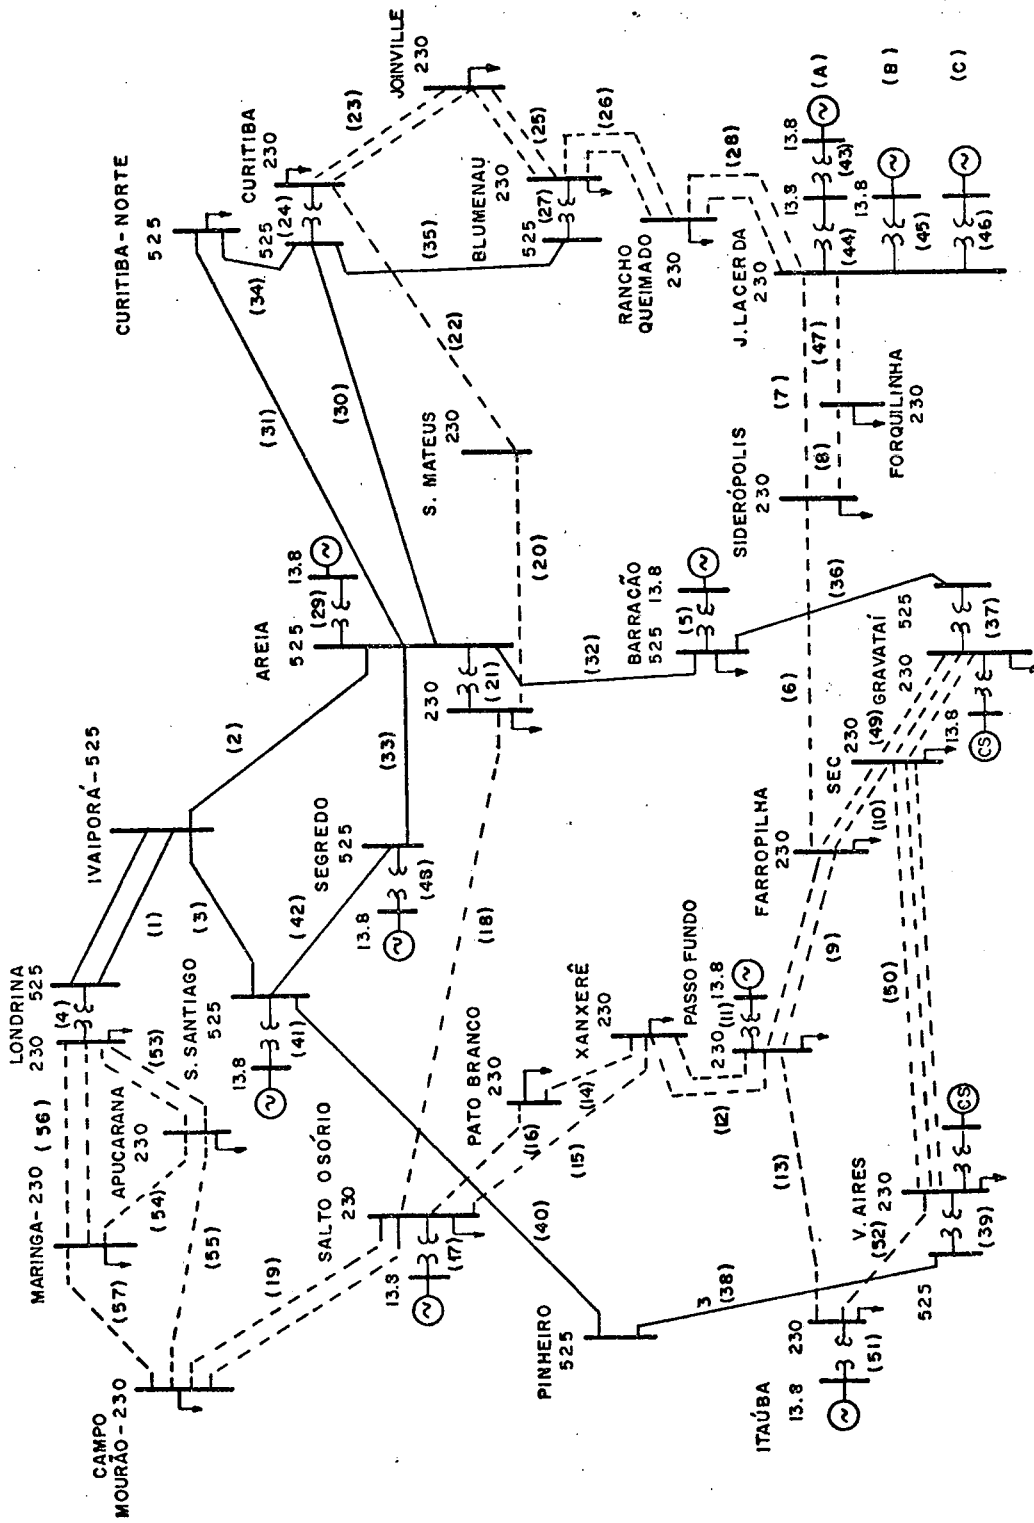 CURITIBA-NORTE
525
CURITIBA
230
JOINVILLE
230
(23)
(24)
525
(34)
(31)
(30)
(35)
(22)
BLUMENAU
230
(25)
(27)
525
(26)
RANCHO
QUEIMADO
230
(28)
J. LACERDA
230
13.8
(A)
(43)
13.8
(44)
13.8
(B)
(45)
(C)
(46)
(47)
(7)
(8)
FORQUILINHA
230
SIDERÓPOLIS
230
S. MATEUS
230
(20)
AREIA
525
13.8
(29)
(21)
230
(32)
BARRACÃO
525
13.8
(5)
(36)
(6)
GRAVATAÍ
230
525
(37)
13.8
CS
(49)
SEC
230
(10)
FARROPILHA
230
(9)
(50)
IVAIPORÁ-525
(2)
(1)
(3)
(33)
SEGREDO
525
13.8
(48)
(42)
(18)
LONDRINA
525
230
(4)
(53)
(56)
S. SANTIAGO
525
13.8
(41)
APUCARANA
230
(54)
(55)
MARINGA-230
(57)
CAMPO
MOURÃO-230
(19)
SALTO OSÓRIO
230
13.8
(17)
PATO BRANCO
230
(16)
(14)
(15)
XANXERÊ
230
PASSO FUNDO
230
13.8
(11)
(12)
(13)
(40)
PINHEIRO
525
3
(38)
V. AIRES
230
(52)
CS
(39)
525
ITAÚBA
13.8
230
(51)